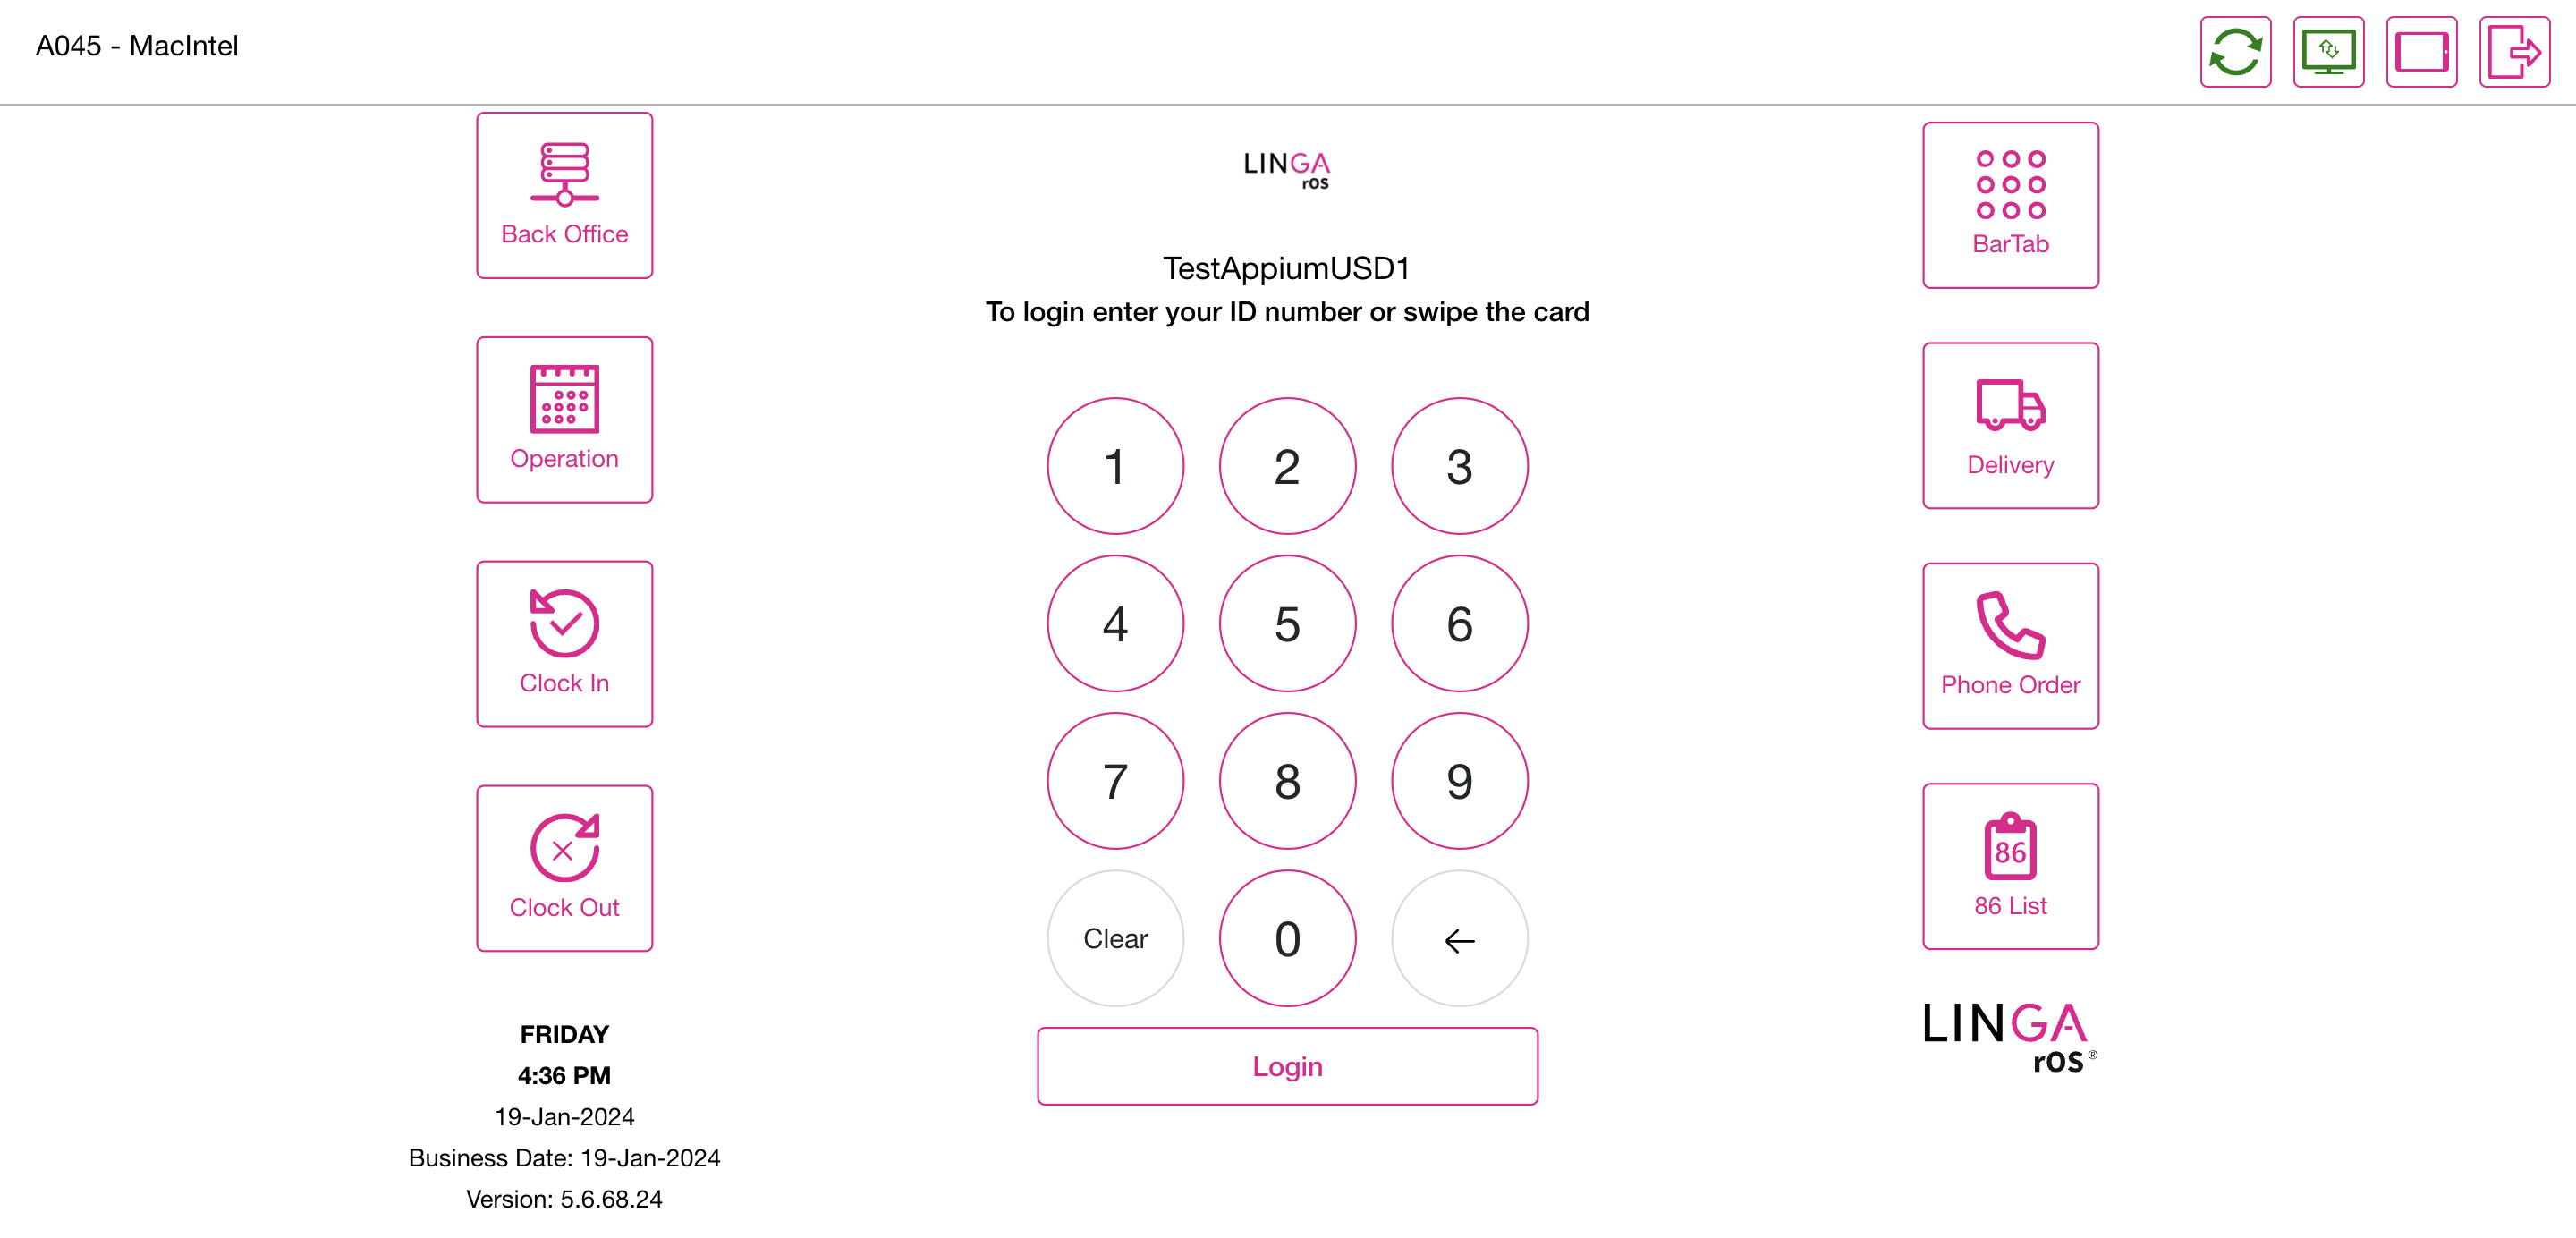 A045 - MacIntel
Back Office
Operation
Clock In
Clock Out
FRIDAY
4:36 PM
19-Jan-2024
Business Date: 19-Jan-2024
Version: 5.6.68.24
LINGA
rOS
TestAppiumUSD1
To login enter your ID number or swipe the card
1 2 3
4 5 6
7 8 9
Clear 0 ←
Login
BarTab
Delivery
Phone Order
86
86 List
LINGA
rOS®